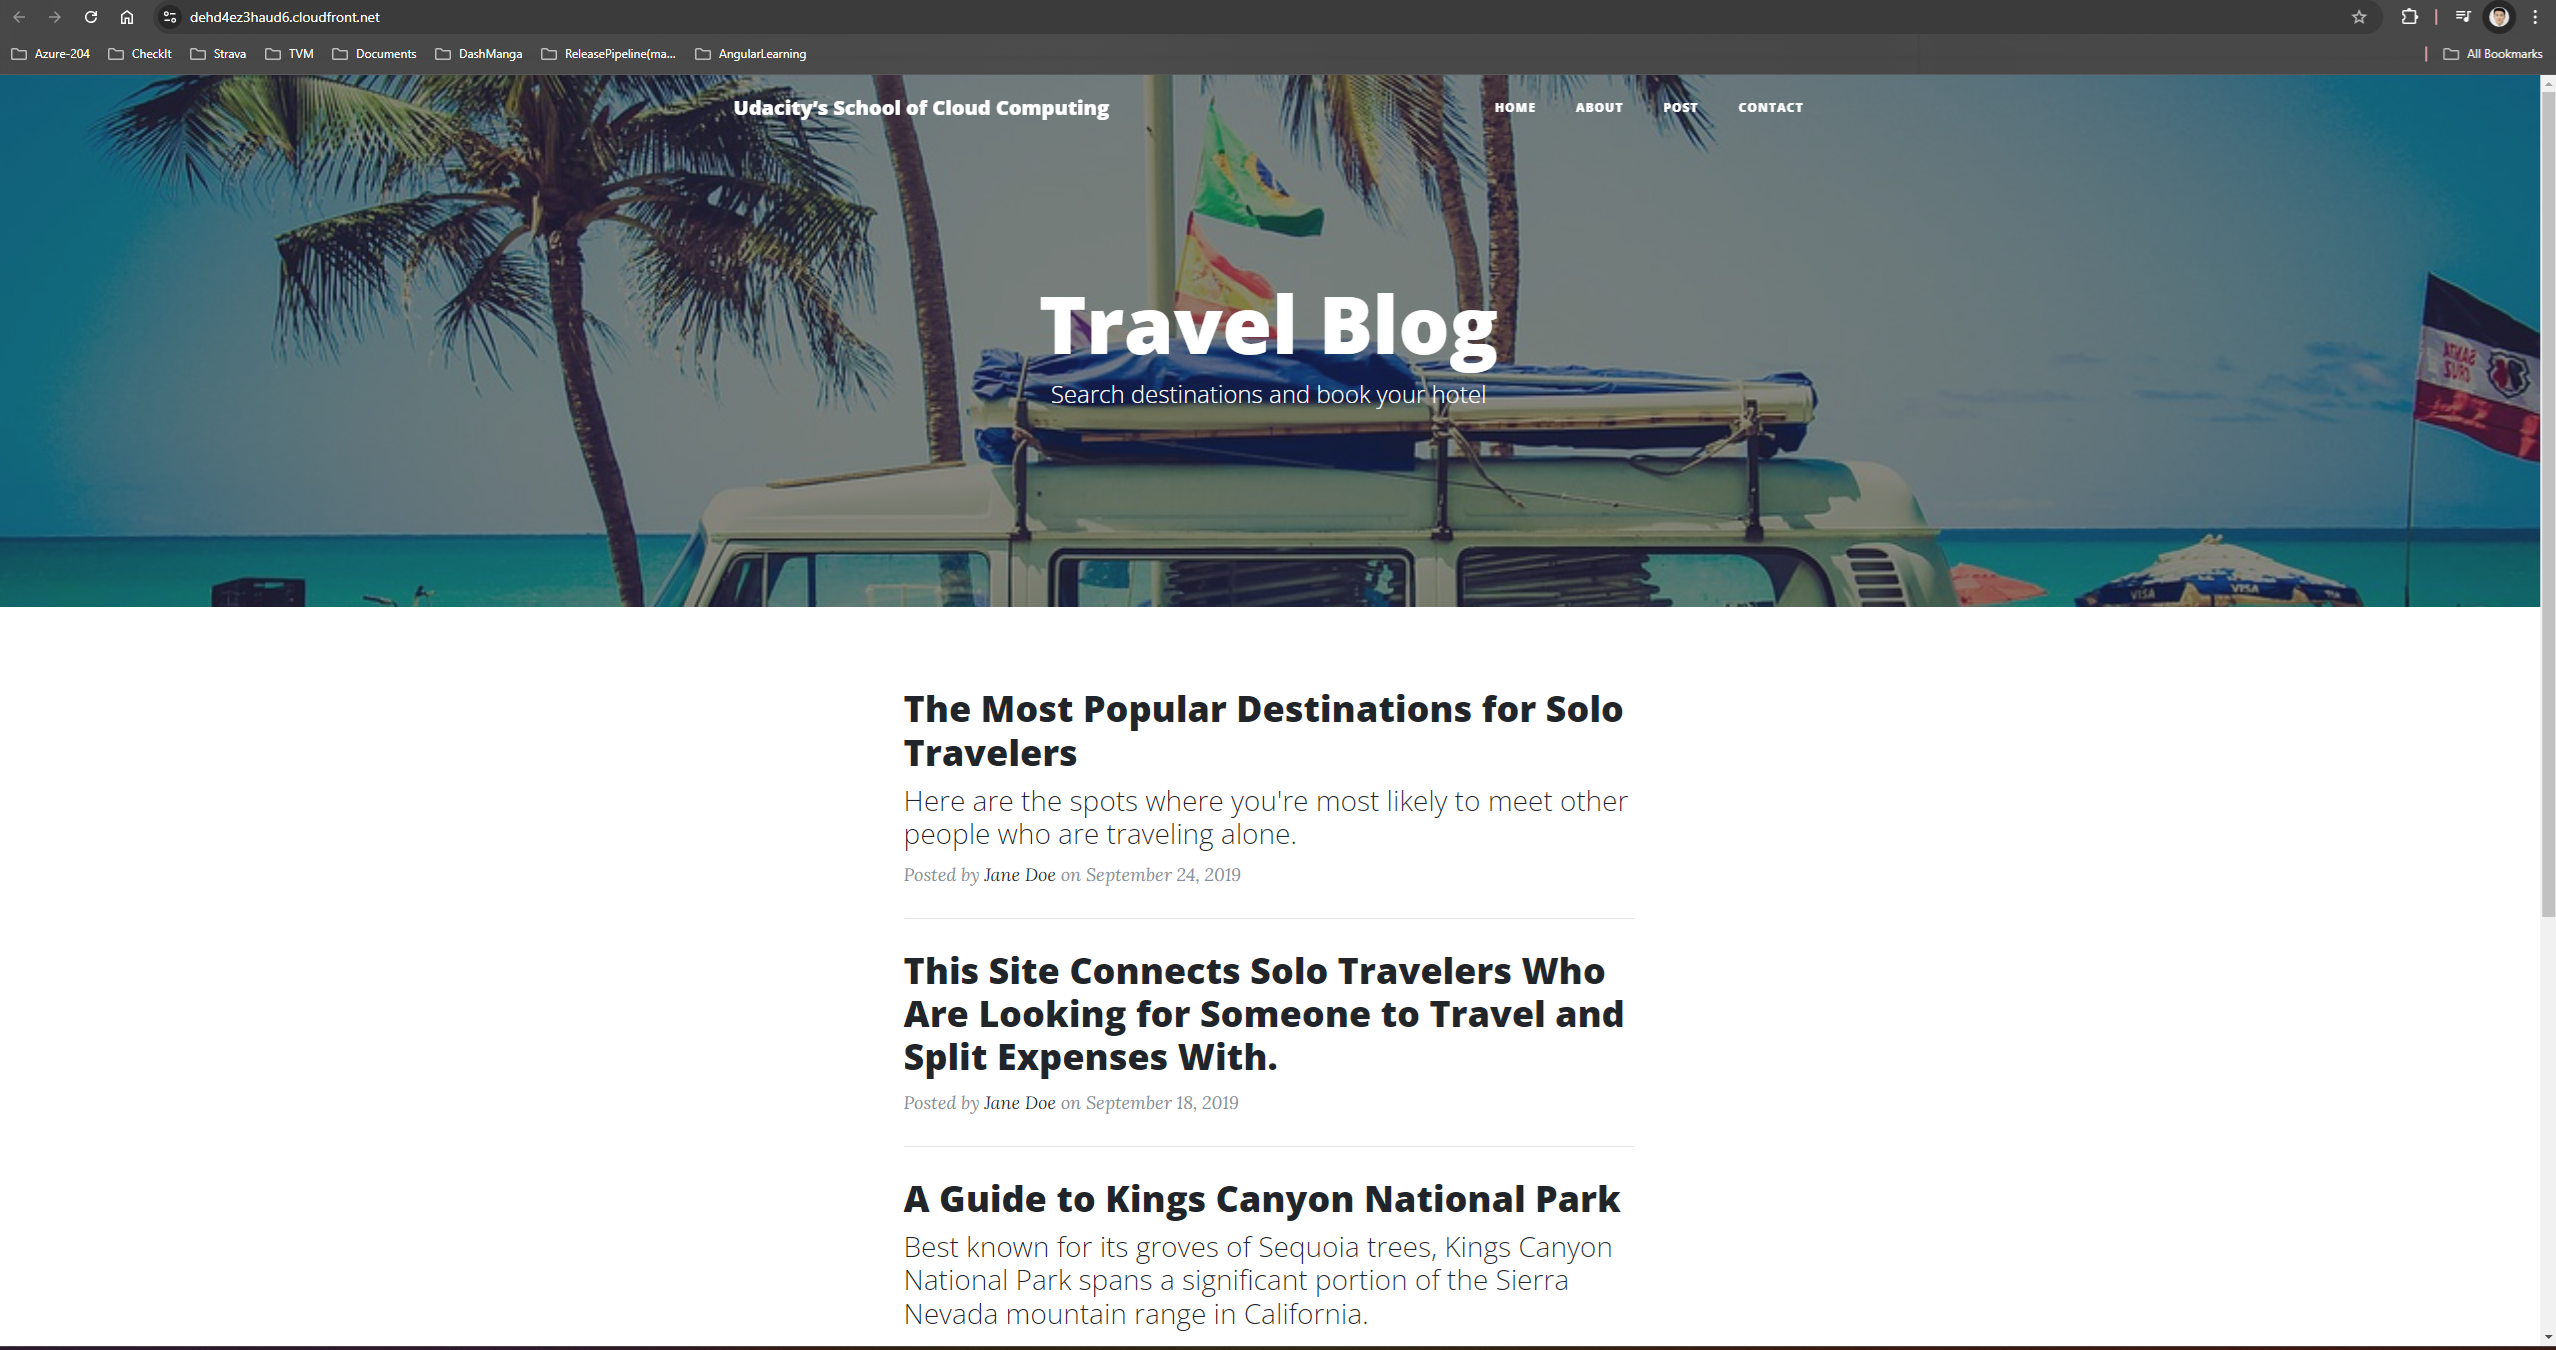 dehd4ez3haud6.cloudfront.net
Azure-204 CheckIt Strava TVM Documents DashManga ReleasePipeline(ma... AngularLearning All Bookmarks
Udacity's School of Cloud Computing HOME ABOUT POST CONTACT
Travel Blog
Search destinations and book your hotel
SANTA
CRUZ
VISA VISA
The Most Popular Destinations for Solo
Travelers
Here are the spots where you're most likely to meet other
people who are traveling alone.
Posted by Jane Doe on September 24, 2019
This Site Connects Solo Travelers Who
Are Looking for Someone to Travel and
Split Expenses With.
Posted by Jane Doe on September 18, 2019
A Guide to Kings Canyon National Park
Best known for its groves of Sequoia trees, Kings Canyon
National Park spans a significant portion of the Sierra
Nevada mountain range in California.